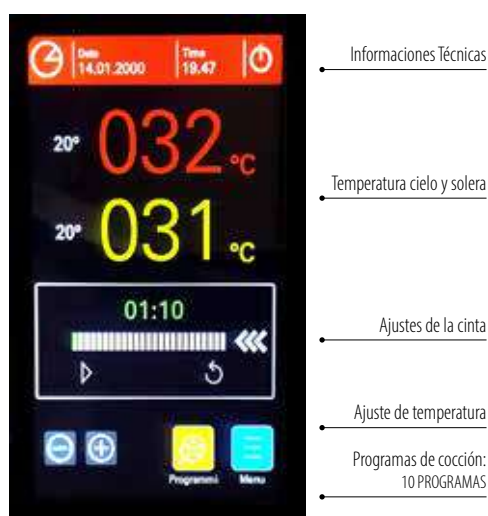 Date
14.01.2000
Time
19.47
Informaciones Técnicas
20° 032 °C
Temperatura cielo y solera
20° 031 °C
01:10
Ajustes de la cinta
Ajuste de temperatura
Programmi
Menu
Programas de cocción:
10 PROGRAMAS